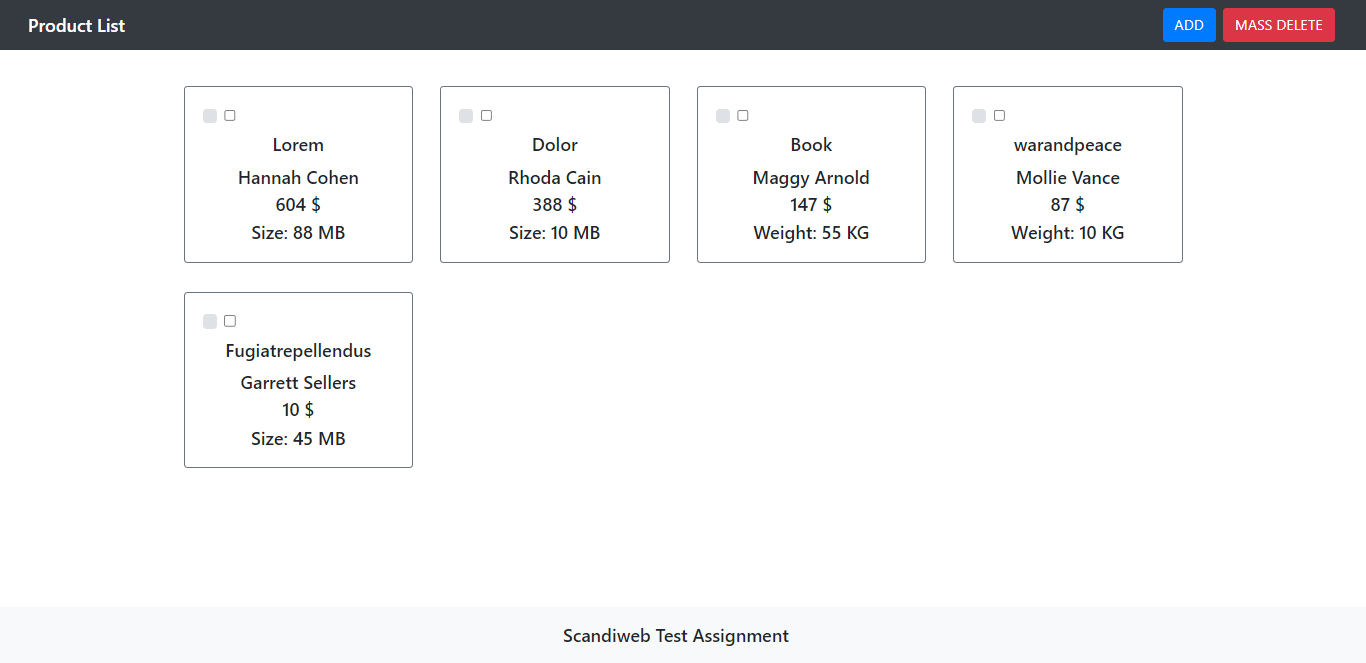 Product List
ADD
MASS DELETE
Lorem
Hannah Cohen
604 $
Size: 88 MB
Dolor
Rhoda Cain
388 $
Size: 10 MB
Book
Maggy Arnold
147 $
Weight: 55 KG
warandpeace
Mollie Vance
87 $
Weight: 10 KG
Fugiatrepellendus
Garrett Sellers
10 $
Size: 45 MB
Scandiweb Test Assignment